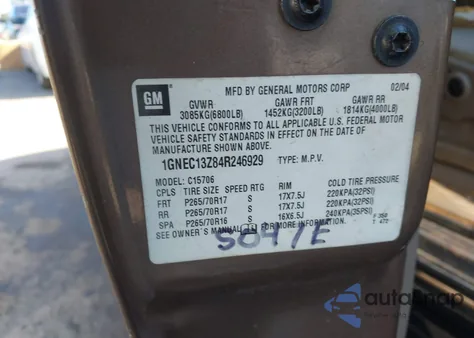 GM
MFD BY GENERAL MOTORS CORP 02/04
GVWR GAWR FRT GAWR RR
3085KG(6800LB) 1452KG(3200LB) 1814KG(4000LB)
THIS VEHICLE CONFORMS TO ALL APPLICABLE U.S. FEDERAL MOTOR
VEHICLE SAFETY STANDARDS IN EFFECT ON THE DATE OF
MANUFACTURE SHOWN ABOVE.
1GNEC13Z84R246929 TYPE: M.P.V.
MODEL: C15706
CPLS TIRE SIZE SPEED RTG RIM COLD TIRE PRESSURE
FRT P265/70R17 S 17X7.5J 220KPA(32PSI)
RR P265/70R17 S 17X7.5J 220KPA(32PSI)
SPA P265/70R16 S 16X6.5J 240KPA(35PSI)
SEE OWNER'S MANUAL FOR MORE INFORMATION.
5041E
autosnap